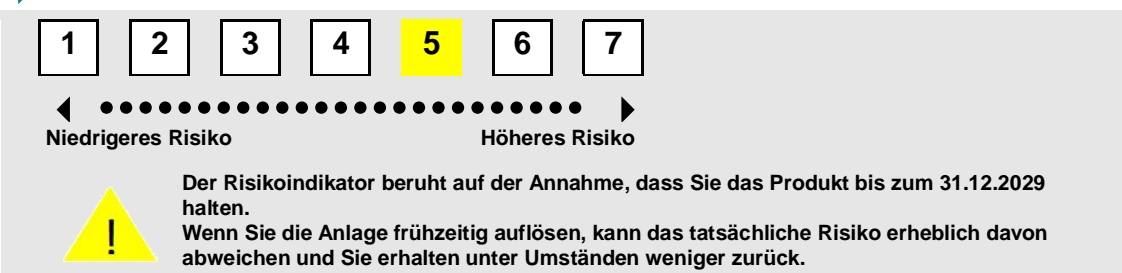 1 2 3 4 5 6 7
Niedrigeres Risiko Höheres Risiko
Der Risikoindikator beruht auf der Annahme, dass Sie das Produkt bis zum 31.12.2029
halten.
Wenn Sie die Anlage frühzeitig auflösen, kann das tatsächliche Risiko erheblich davon
abweichen und Sie erhalten unter Umständen weniger zurück.
!